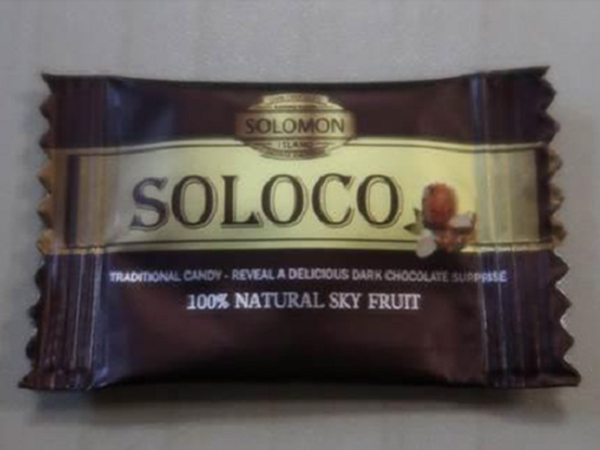 SOLOMON
ISLAND
SOLOCO
TRADITIONAL CANDY - REVEAL A DELICIOUS DARK CHOCOLATE SURPRISE
100% NATURAL SKY FRUIT